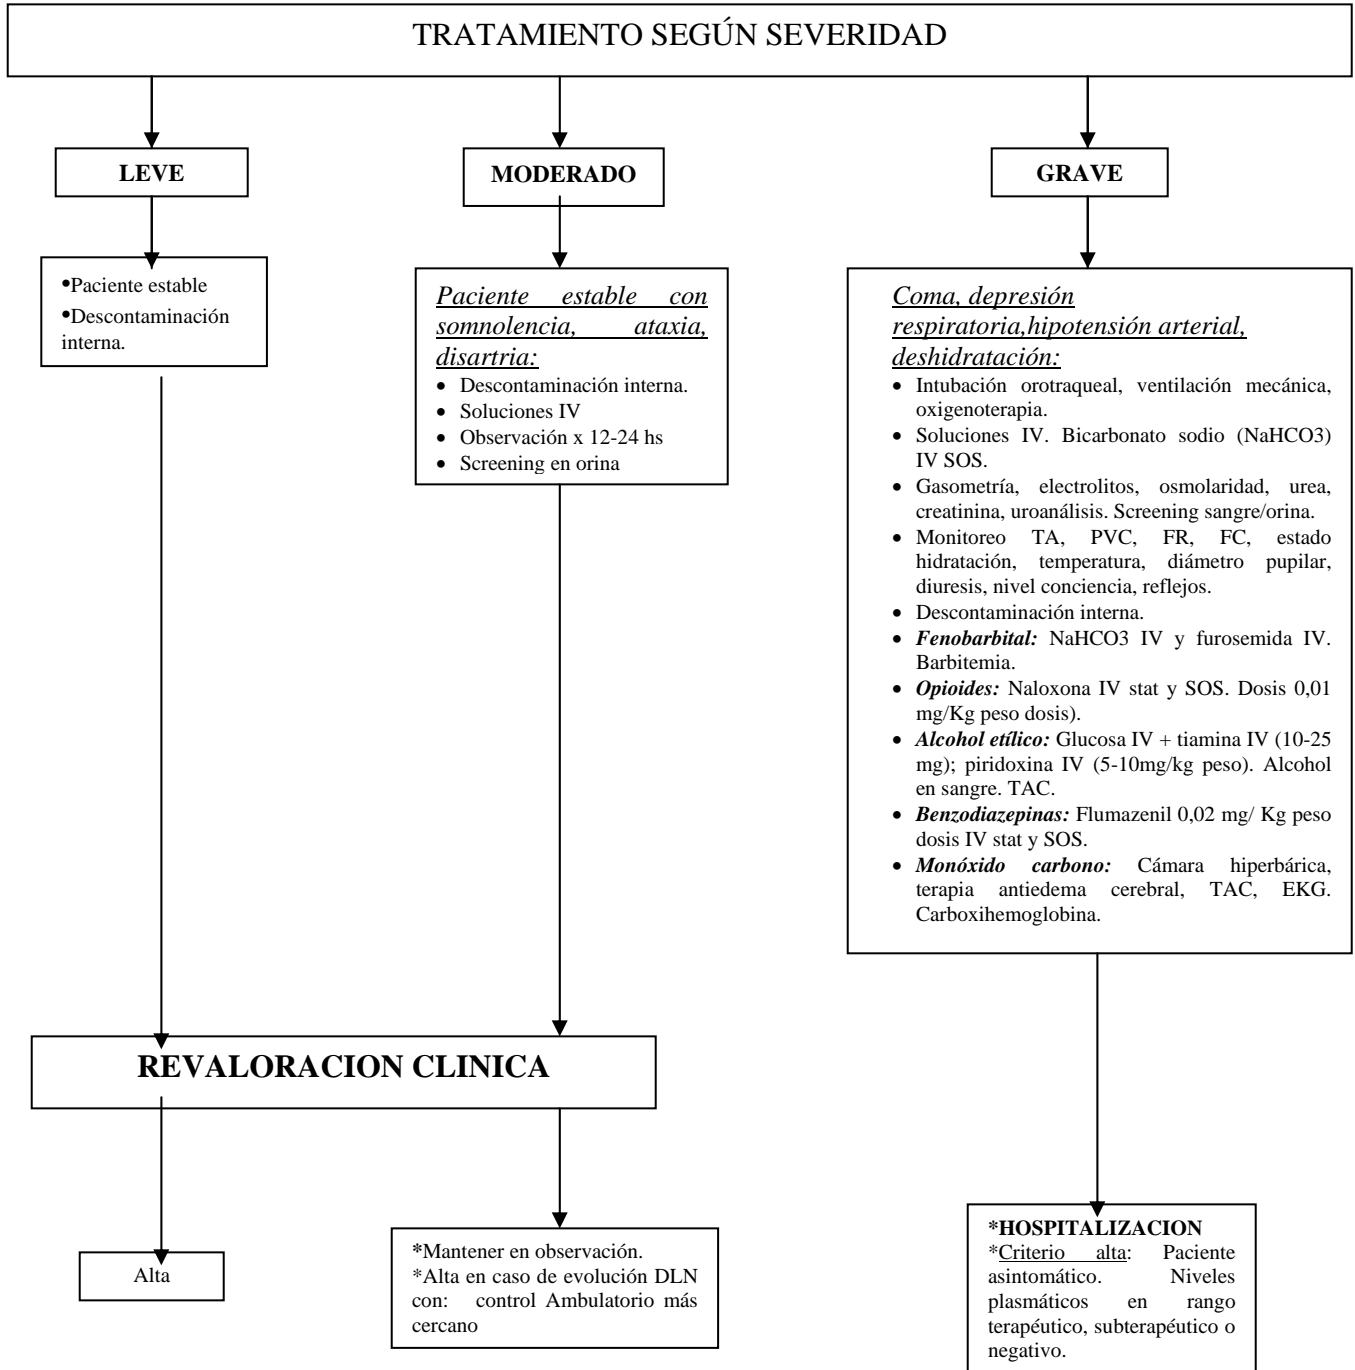 TRATAMIENTO SEGÚN SEVERIDAD
LEVE
MODERADO
GRAVE
•Paciente estable
•Descontaminación
interna.
Paciente estable con
somnolencia, ataxia,
disartria:
• Descontaminación interna.
• Soluciones IV
• Observación x 12-24 hs
• Screening en orina
Coma, depresión
respiratoria,hipotensión arterial,
deshidratación:
• Intubación orotraqueal, ventilación mecánica,
oxigenoterapia.
• Soluciones IV. Bicarbonato sodio (NaHCO3)
IV SOS.
• Gasometría, electrolitos, osmolaridad, urea,
creatinina, uroanálisis. Screening sangre/orina.
• Monitoreo TA, PVC, FR, FC, estado
hidratación, temperatura, diámetro pupilar,
diuresis, nivel conciencia, reflejos.
• Descontaminación interna.
• Fenobarbital: NaHCO3 IV y furosemida IV.
Barbitemia.
• Opioides: Naloxona IV stat y SOS. Dosis 0,01
mg/Kg peso dosis).
• Alcohol etílico: Glucosa IV + tiamina IV (10-25
mg); piridoxina IV (5-10mg/kg peso). Alcohol
en sangre. TAC.
• Benzodiazepinas: Flumazenil 0,02 mg/ Kg peso
dosis IV stat y SOS.
• Monóxido carbono: Cámara hiperbárica,
terapia antiedema cerebral, TAC, EKG.
Carboxihemoglobina.
REVALORACION CLINICA
Alta
*Mantener en observación.
*Alta en caso de evolución DLN
con: control Ambulatorio más
cercano
*HOSPITALIZACION
*Criterio alta: Paciente
asintomático. Niveles
plasmáticos en rango
terapéutico, subterapéutico o
negativo.